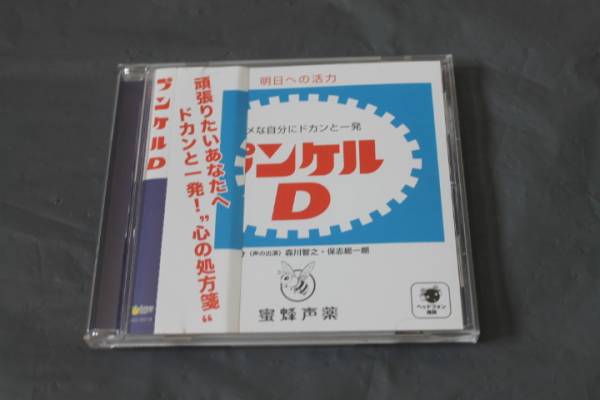 プンケルD
頑張りたいあなたへ
ドカンと一発！”心の処方箋“
明日への活力
メな自分にドカンと一発
ンケル
D
（声の出演）森川智之・保志総一朗
蜜蜂声薬
ヘッドフォン
推奨